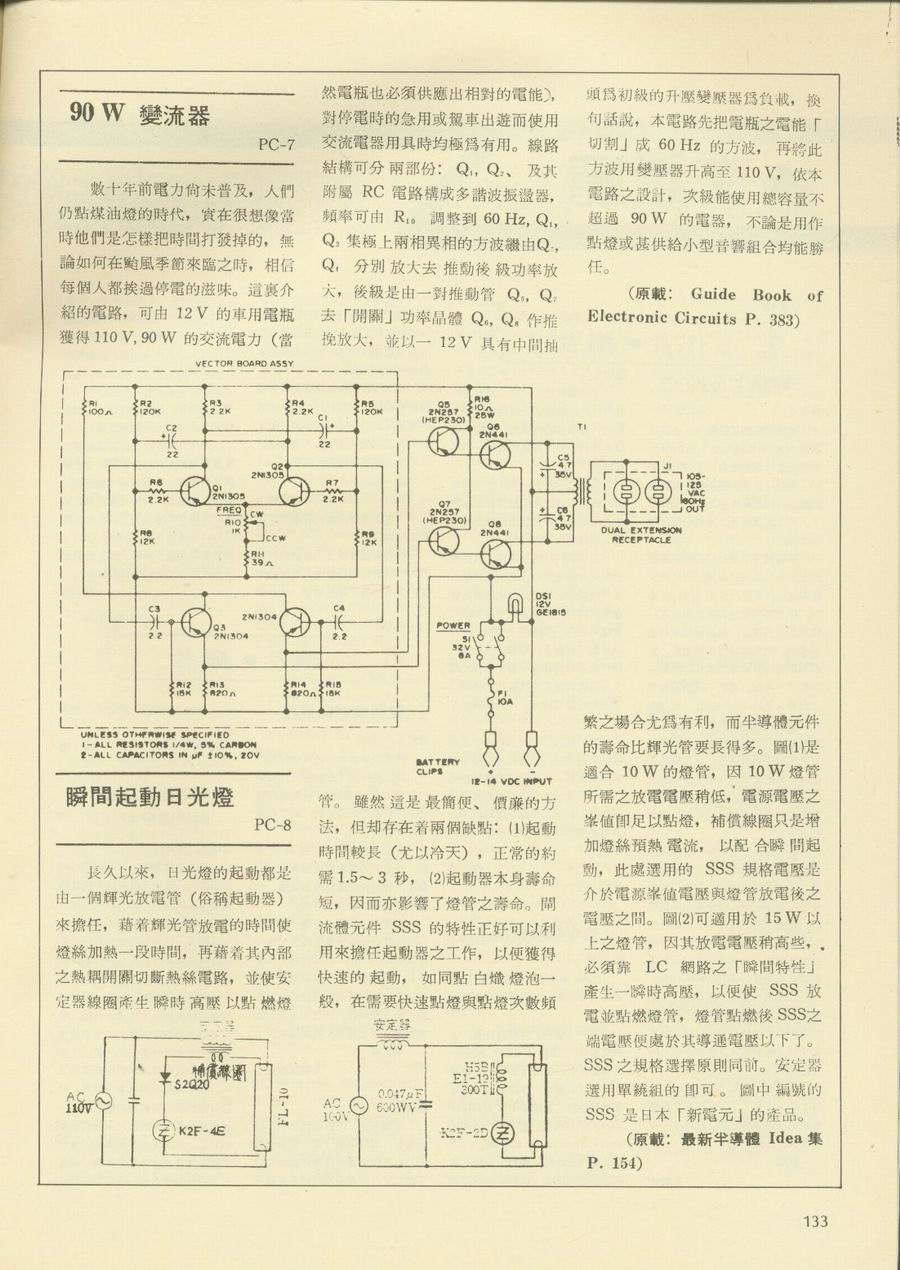 90 W 變流器
PC-7
數十年前電力尙未普及，人們
仍點煤油燈的時代，實在很想像當
時他們是怎樣把時間打發掉的，無
論如何在颱風季節來臨之時，相信
每個人都挨過停電的滋味。這裏介
紹的電路，可由 12 V 的車用電瓶
獲得 110 V, 90 W 的交流電力（當
然電瓶也必須供應出相對的電能），
對停電時的急用或駕車出遊而使用
交流電器用具時均極爲有用。線路
結構可分兩部份：Q₁, Q₂、及其
附屬 RC 電路構成多諧波振盪器，
頻率可由 R₁₀ 調整到 60 Hz, Q₁,
Q₂ 集極上兩相異相的方波繼由
分別放大去推動後級功率放
大，後級是由一對推動管 Q₅, Q₇
去「開關」功率晶體 Q₆, Q₈ 作推
挽放大，並以一 12 V 具有中間抽
頭爲初級的升壓變壓器爲負載，換
句話說，本電路先把電瓶之電能「
切割」成 60 Hz 的方波，再將此
方波用變壓器升高至 110 V，依本
電路之設計，次級能使用總容量不
超過 90 W 的電器，不論是用作
點燈或甚供給小型音響組合均能勝
任。
（原載：Guide Book of
Electronic Circuits P. 383）
VECTOR BOARD ASSY
R1
100Ω
R2
120K
R3
2.2K
R4
2.2K
R5
120K
C2
22
C1
22
R6
2.2K
Q1
2N1305
Q2
2N1305
R7
2.2K
FREQ
R10
1K
CW
CCW
R8
12K
R9
12K
R11
39Ω
C3
2.2
Q3
2N1304
2N1304
C4
2.2
R12
15K
R13
820Ω
R14
820Ω
R15
15K
Q5
2N257
(HEP230)
R16
10Ω
25W
Q6
2N441
Q7
2N257
(HEP230)
Q8
2N441
T1
C5
47
35V
C6
47
35V
J1
105-
125
VAC
60Hz
OUT
DUAL EXTENSION
RECEPTACLE
DS1
12V
GE1815
POWER
S1
32V
8A
F1
10A
BATTERY
CLIPS
+
-
12-14 VDC INPUT
UNLESS OTHERWISE SPECIFIED
1-ALL RESISTORS 1/4W, 5% CARBON
2-ALL CAPACITORS IN µF ±10%, 20V
瞬間起動日光燈
PC-8
長久以來，日光燈的起動都是
由一個輝光放電管（俗稱起動器）
來擔任，藉着輝光管放電的時間使
燈絲加熱一段時間，再藉着其內部
之熱耦開關切斷熱絲電路，並使安
定器線圈產生瞬時高壓以點燃燈
管。雖然這是最簡便、價廉的方
法，但却存在着兩個缺點：⑴起動
時間較長（尤以冷天），正常的約
需 1.5～3 秒，⑵起動器本身壽命
短，因而亦影響了燈管之壽命。閘
流體元件 SSS 的特性正好可以利
用來擔任起動器之工作，以便獲得
快速的起動，如同點白熾燈泡一
般，在需要快速點燈與點燈次數頻
繁之場合尤爲有利，而半導體元件
的壽命比輝光管要長得多。圖⑴是
適合 10 W 的燈管，因 10 W 燈管
所需之放電電壓稍低，電源電壓之
峯値卽足以點燈，補償線圈只是增
加燈絲預熱電流，以配合瞬間起
動，此處選用的 SSS 規格電壓是
介於電源峯値電壓與燈管放電後之
電壓之間。圖⑵可適用於 15 W 以
上之燈管，因其放電電壓稍高些，
必須靠 LC 網路之「瞬間特性」
產生一瞬時高壓，以便使 SSS 放
電並點燃燈管，燈管點燃後 SSS之
端電壓便處於其導通電壓以下了。
SSS 之規格選擇原則同前。安定器
選用單繞組的卽可。圖中編號的
SSS 是日本「新電元」的產品。
（原載：最新半導體 Idea 集
P. 154）
安定器
補償線圈
AC
110V
S2Q20
K2F-4E
FL-10
安定器
AC
100V
0.047µF
600WV
300T
133